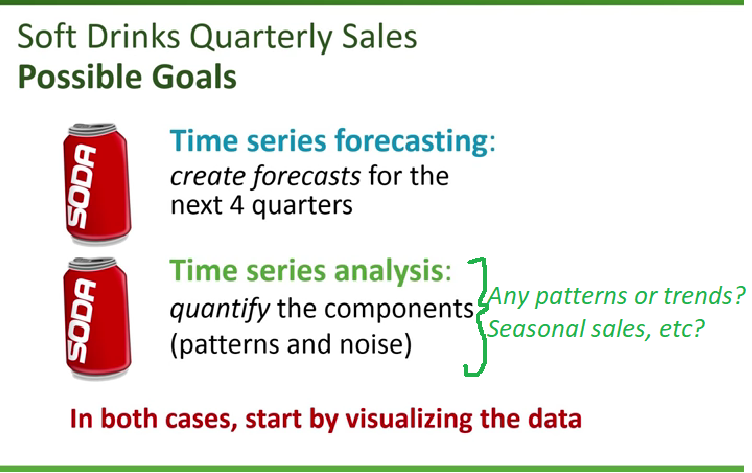 Soft Drinks Quarterly Sales
Possible Goals
SODA
Time series forecasting:
create forecasts for the
next 4 quarters
SODA
Time series analysis:
quantify the components
(patterns and noise)
Any patterns or trends?
Seasonal sales, etc?
In both cases, start by visualizing the data